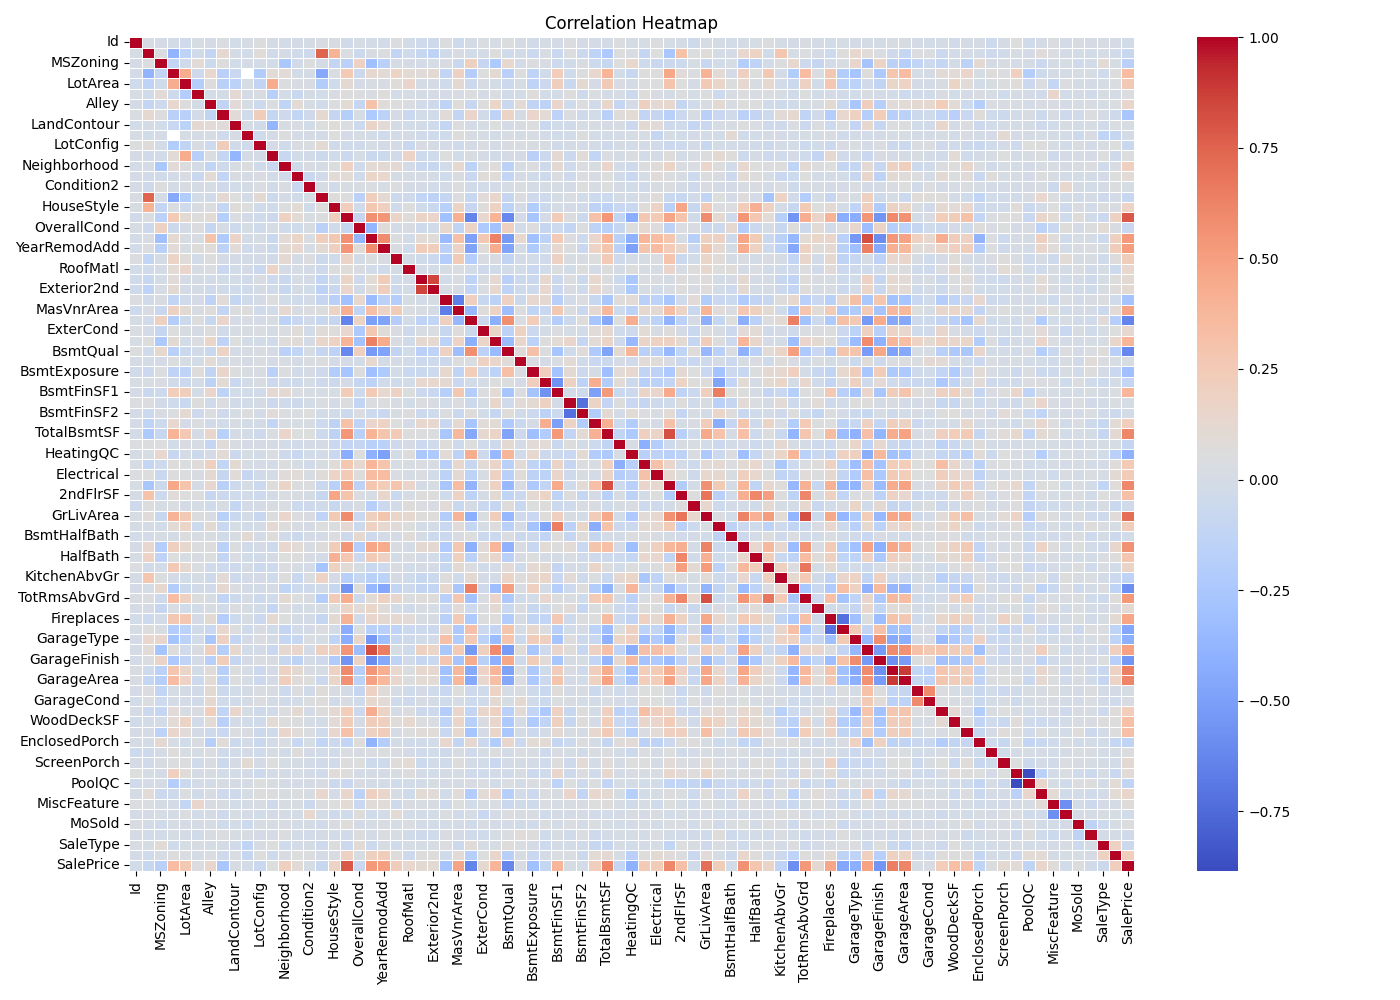 Correlation Heatmap
Id
MSZoning
LotArea
Alley
LandContour
LotConfig
Neighborhood
Condition2
HouseStyle
OverallCond
YearRemodAdd
RoofMatl
Exterior2nd
MasVnrArea
ExterCond
BsmtQual
BsmtExposure
BsmtFinSF1
BsmtFinSF2
TotalBsmtSF
HeatingQC
Electrical
2ndFlrSF
GrLivArea
BsmtHalfBath
HalfBath
KitchenAbvGr
TotRmsAbvGrd
Fireplaces
GarageType
GarageFinish
GarageArea
GarageCond
WoodDeckSF
EnclosedPorch
ScreenPorch
PoolQC
MiscFeature
MoSold
SaleType
SalePrice
Id
MSZoning
LotArea
Alley
LandContour
LotConfig
Neighborhood
Condition2
HouseStyle
OverallCond
YearRemodAdd
RoofMatl
Exterior2nd
MasVnrArea
ExterCond
BsmtQual
BsmtExposure
BsmtFinSF1
BsmtFinSF2
TotalBsmtSF
HeatingQC
Electrical
2ndFlrSF
GrLivArea
BsmtHalfBath
HalfBath
KitchenAbvGr
TotRmsAbvGrd
Fireplaces
GarageType
GarageFinish
GarageArea
GarageCond
WoodDeckSF
EnclosedPorch
ScreenPorch
PoolQC
MiscFeature
MoSold
SaleType
SalePrice
1.00
0.75
0.50
0.25
0.00
−0.25
−0.50
−0.75